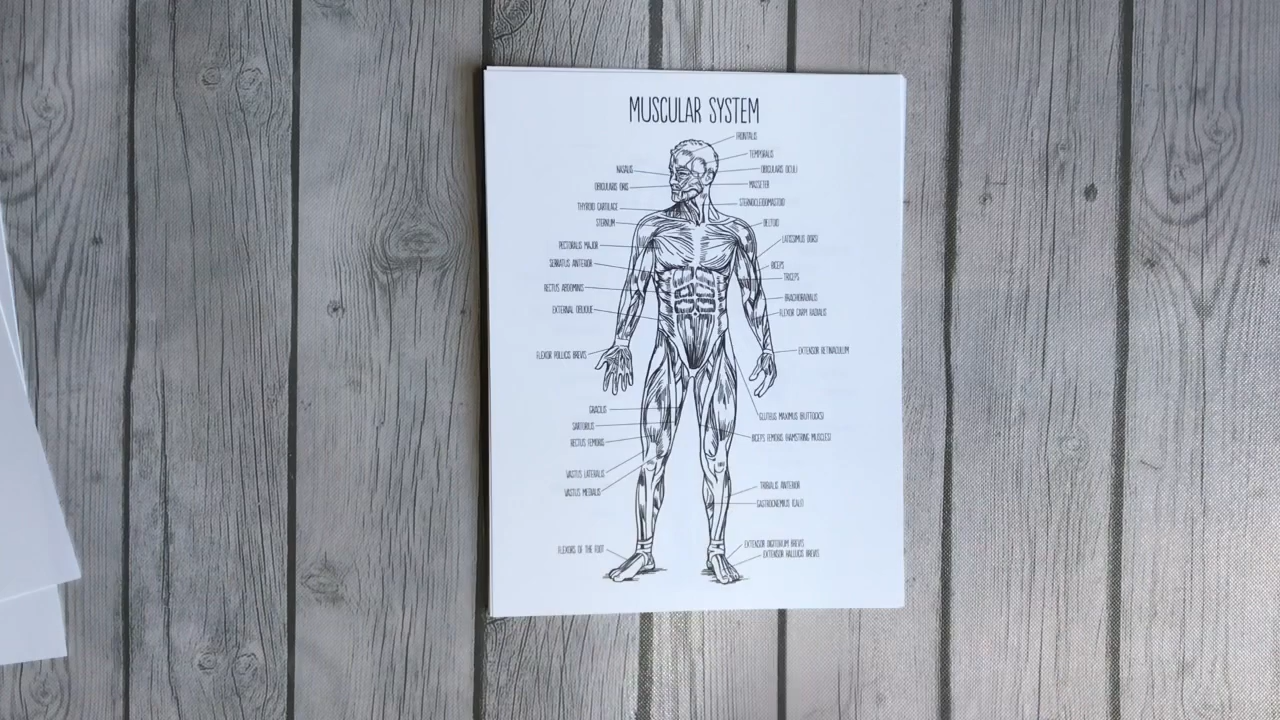 MUSCULAR SYSTEM
FRONTALIS
TEMPORALIS
NASALIS
ORBICULARIS OCULI
ORBICULARIS ORIS
MASSETER
THYROID CARTILAGE
STERNOCLEIDOMASTOID
STERNUM
DELTOID
PECTORALIS MAJOR
LATISSIMUS DORSI
SERRATUS ANTERIOR
BICEPS
TRICEPS
RECTUS ABDOMINIS
BRACHIORADIALIS
EXTERNAL OBLIQUE
FLEXOR CARPI RADIALIS
FLEXOR POLLICIS BREVIS
EXTENSOR RETINACULUM
GRACILIS
GLUTEUS MAXIMUS (BUTTOCKS)
SARTORIUS
RECTUS FEMORIS
BICEPS FEMORIS (HAMSTRING MUSCLES)
VASTUS LATERALIS
VASTUS MEDIALIS
ANTERIOR
GASTROCNEMIUS (CALF)
FLEXORS OF THE FOOT
EXTENSOR DIGITORUM BREVIS
EXTENSOR HALLUCIS BREVIS